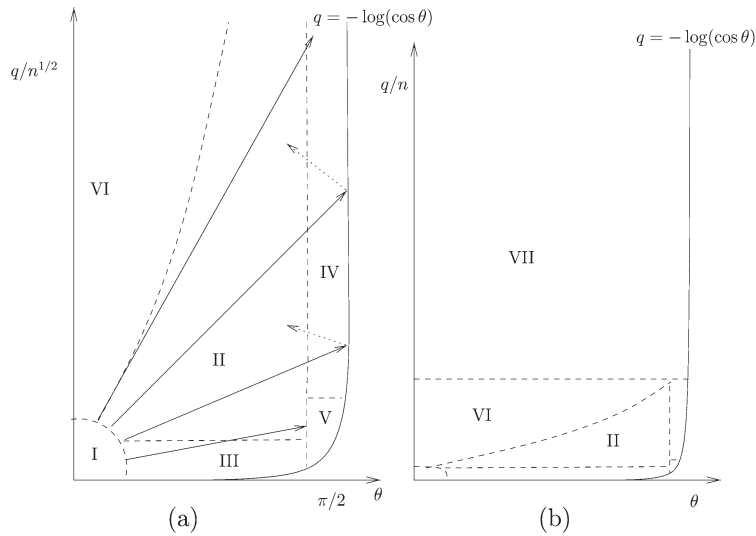 q = − log(cos θ)
q/n^{1/2}
VI
IV
II
V
I
III
π/2
θ
(a)
q = − log(cos θ)
q/n
VII
VI
II
θ
(b)